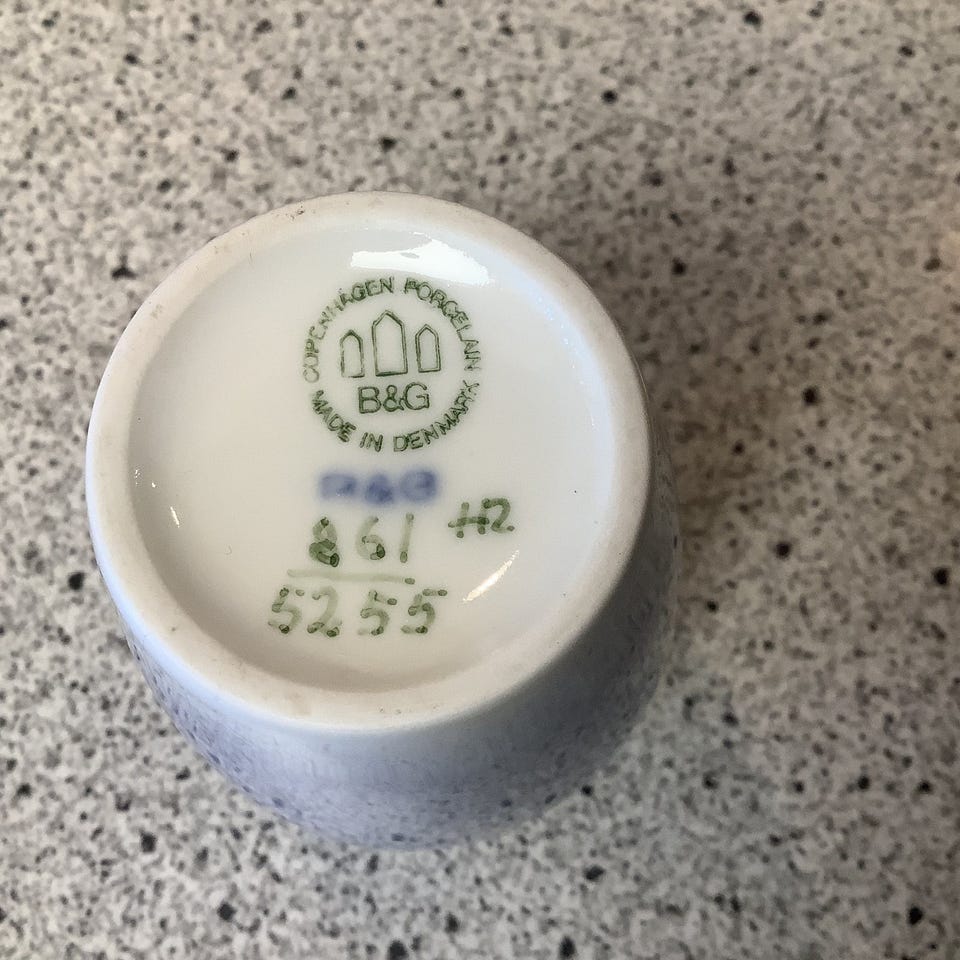 COPENHAGEN PORCELAIN
B&G
MADE IN DENMARK
B&G
861 H2
5255